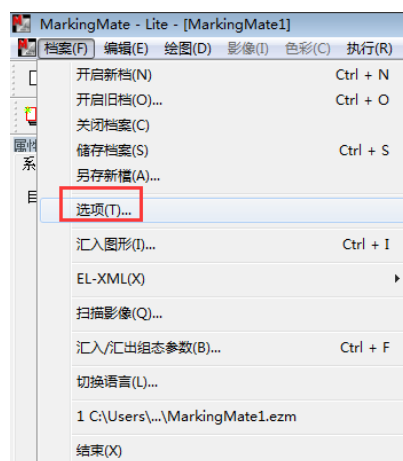 MarkingMate - Lite - [MarkingMate1]
档案(F) 编辑(E) 绘图(D) 影像(I) 色彩(C) 执行(R)
开启新档(N) Ctrl + N
开启旧档(O)... Ctrl + O
关闭档案(C)
储存档案(S) Ctrl + S
另存新檔(A)...
选项(T)...
汇入图形(I)... Ctrl + I
EL-XML(X)
扫描影像(Q)...
汇入/汇出组态参数(B)... Ctrl + F
切换语言(L)...
1 C:\Users\...\MarkingMate1.ezm
结束(X)